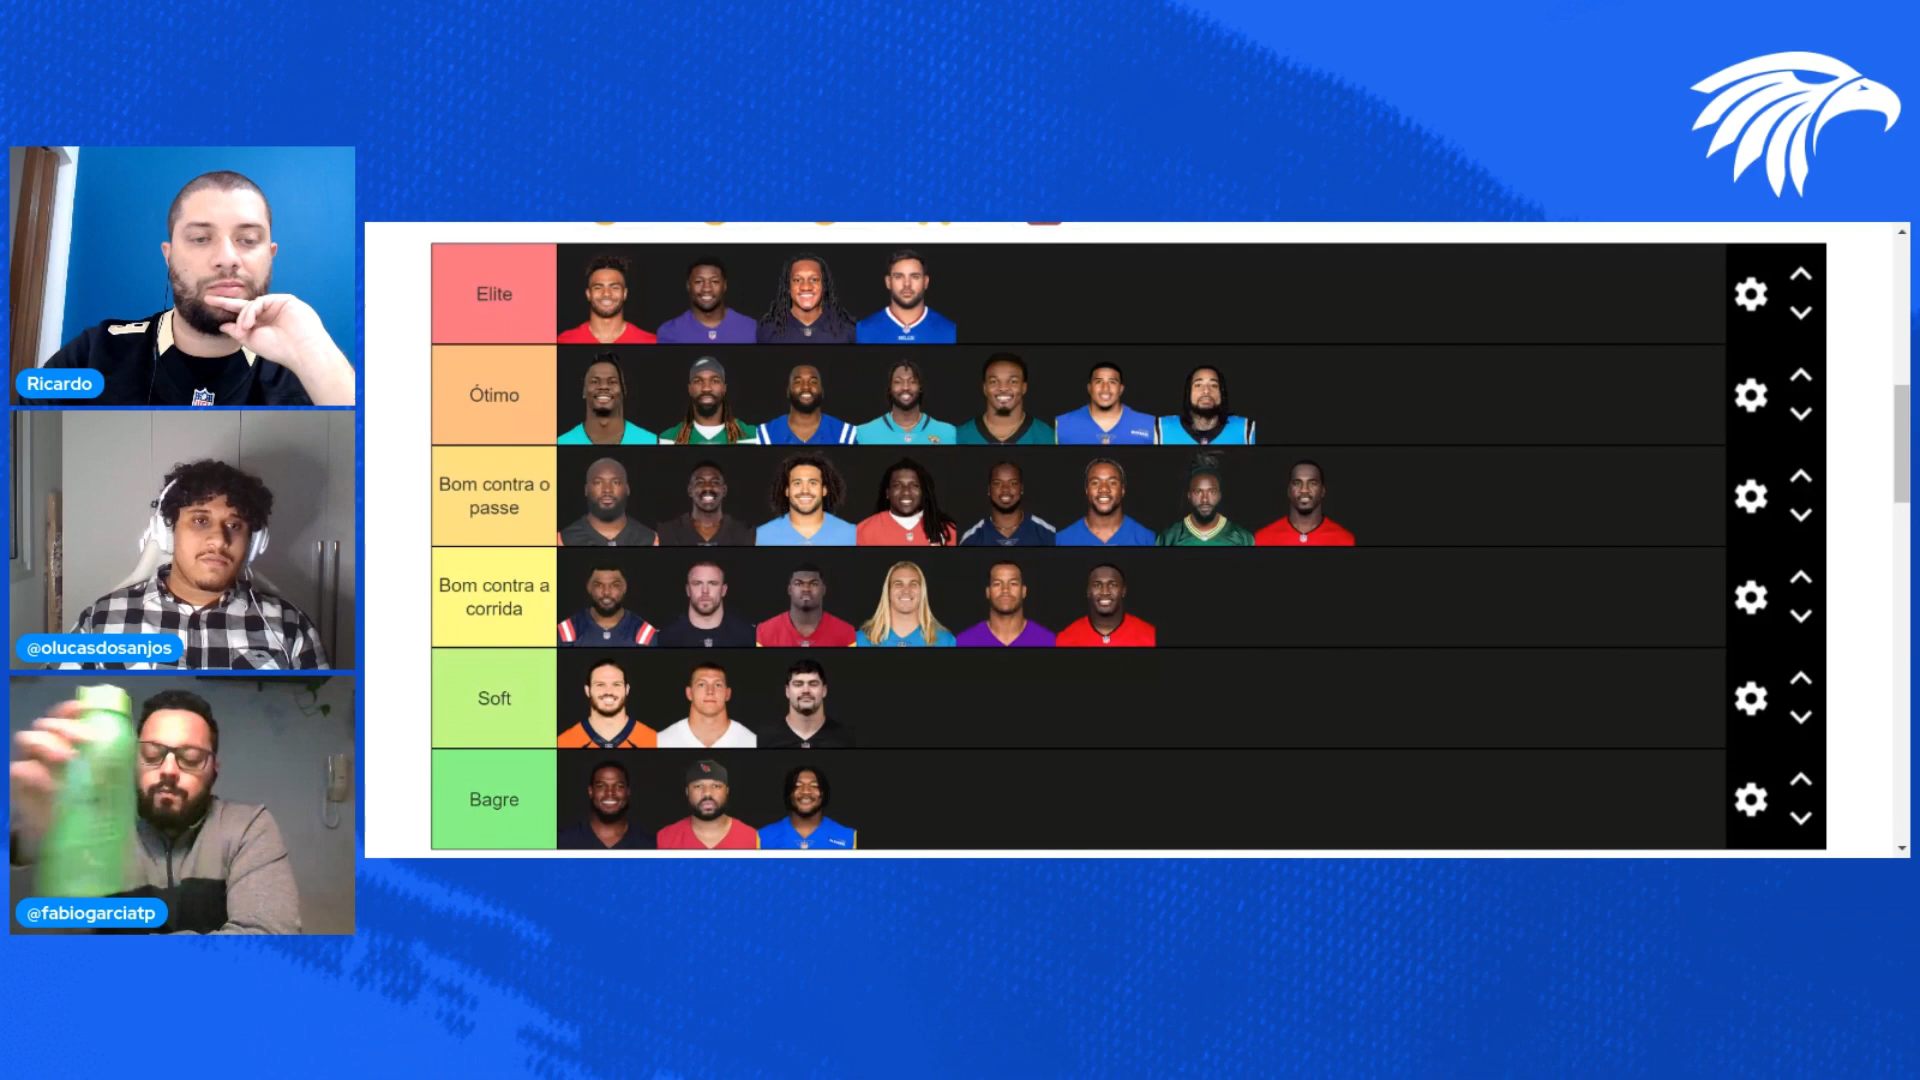 Ricardo
@olucasdosanjos
@fabiogarciatp
Elite
Ótimo
Bom contra o
passe
Bom contra a
corrida
Soft
Bagre